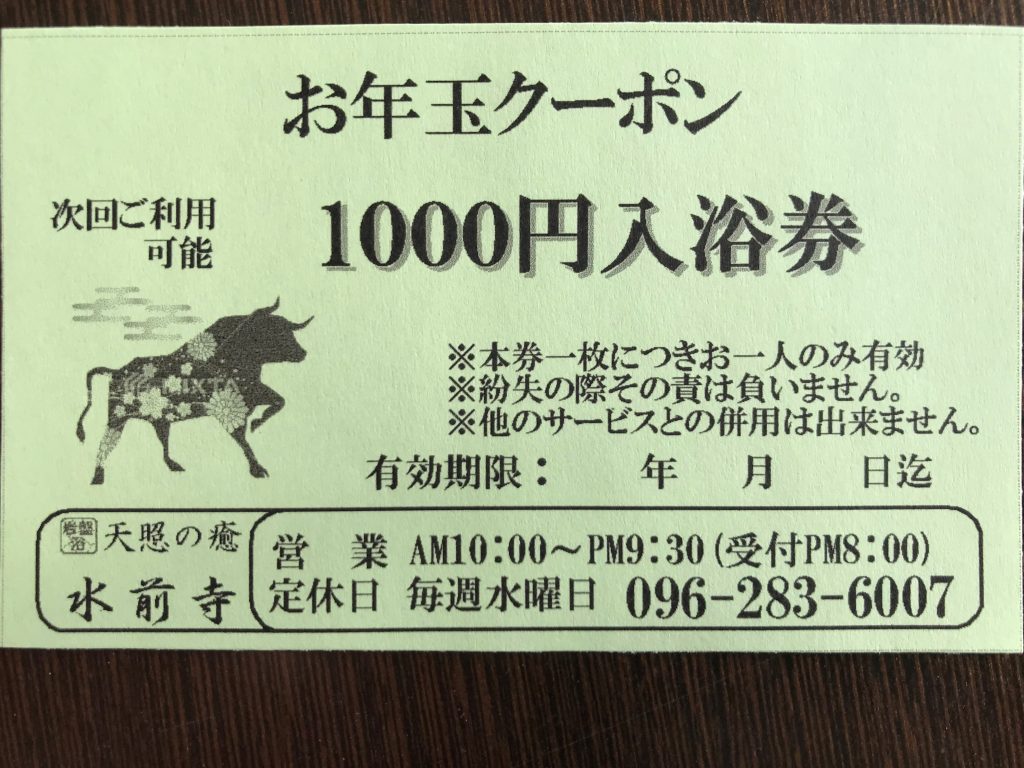 お年玉クーポン
次回ご利用
可能
1000円入浴券
※本券一枚につきお一人のみ有効
※紛失の際その責は負いません。
※他のサービスとの併用は出来ません。
有効期限： 年 月 日迄
岩盤浴 天照の癒
水前寺
営 業 AM10:00～PM9:30(受付PM8:00)
定休日 毎週水曜日 096-283-6007